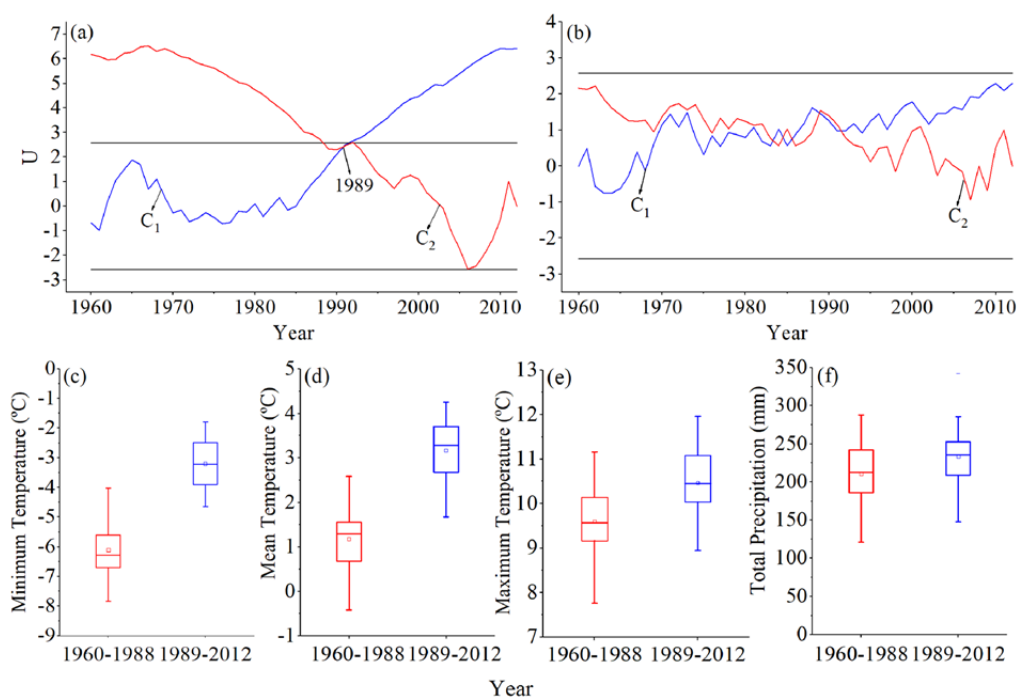 (a)
7
6
5
4
3
2
1
0
-1
-2
-3
U
C1
1989
C2
1960 1970 1980 1990 2000 2010
Year
(b)
4
3
2
1
0
-1
-2
-3
C1
C2
1960 1970 1980 1990 2000 2010
Year
(c)
-0
-1
-2
-3
-4
-5
-6
-7
-8
-9
Minimum Temperature (ºC)
1960-1988 1989-2012
(d)
5
4
3
2
1
0
-1
Mean Temperature (ºC)
1960-1988 1989-2012
(e)
13
12
11
10
9
8
7
Maximum Temperature (ºC)
1960-1988 1989-2012
(f)
350
300
250
200
150
100
50
0
Total Precipitation (mm)
1960-1988 1989-2012
Year